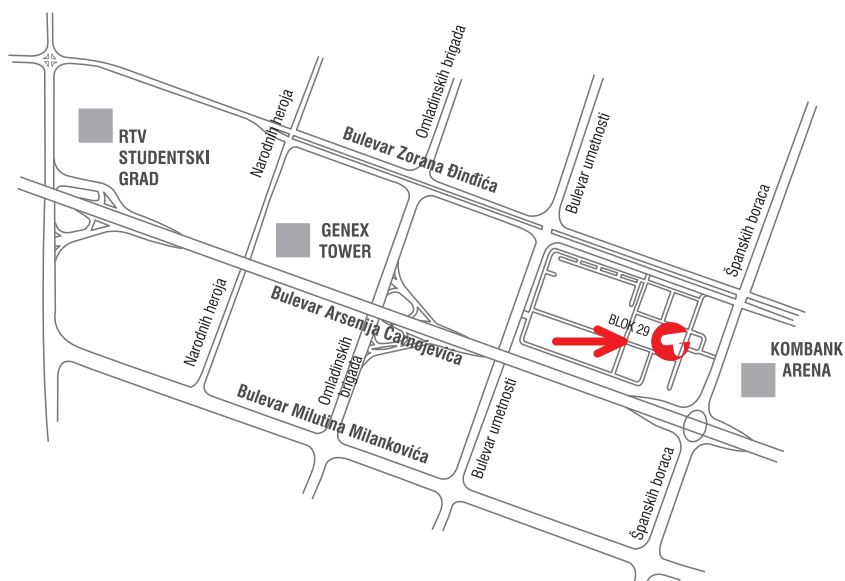 Omladinskih brigada
Narodnih heroja
Bulevar umetnosti
RTV
STUDENTSKI
GRAD
Bulevar Zorana Đinđića
Španskih boraca
GENEX
TOWER
Bulevar Arsenija Čarnojevića
BLOK 29
KOMBANK
ARENA
Narodnih heroja
Omladinskih
brigada
Bulevar umetnosti
Bulevar Milutina Milankovića
Španskih boraca